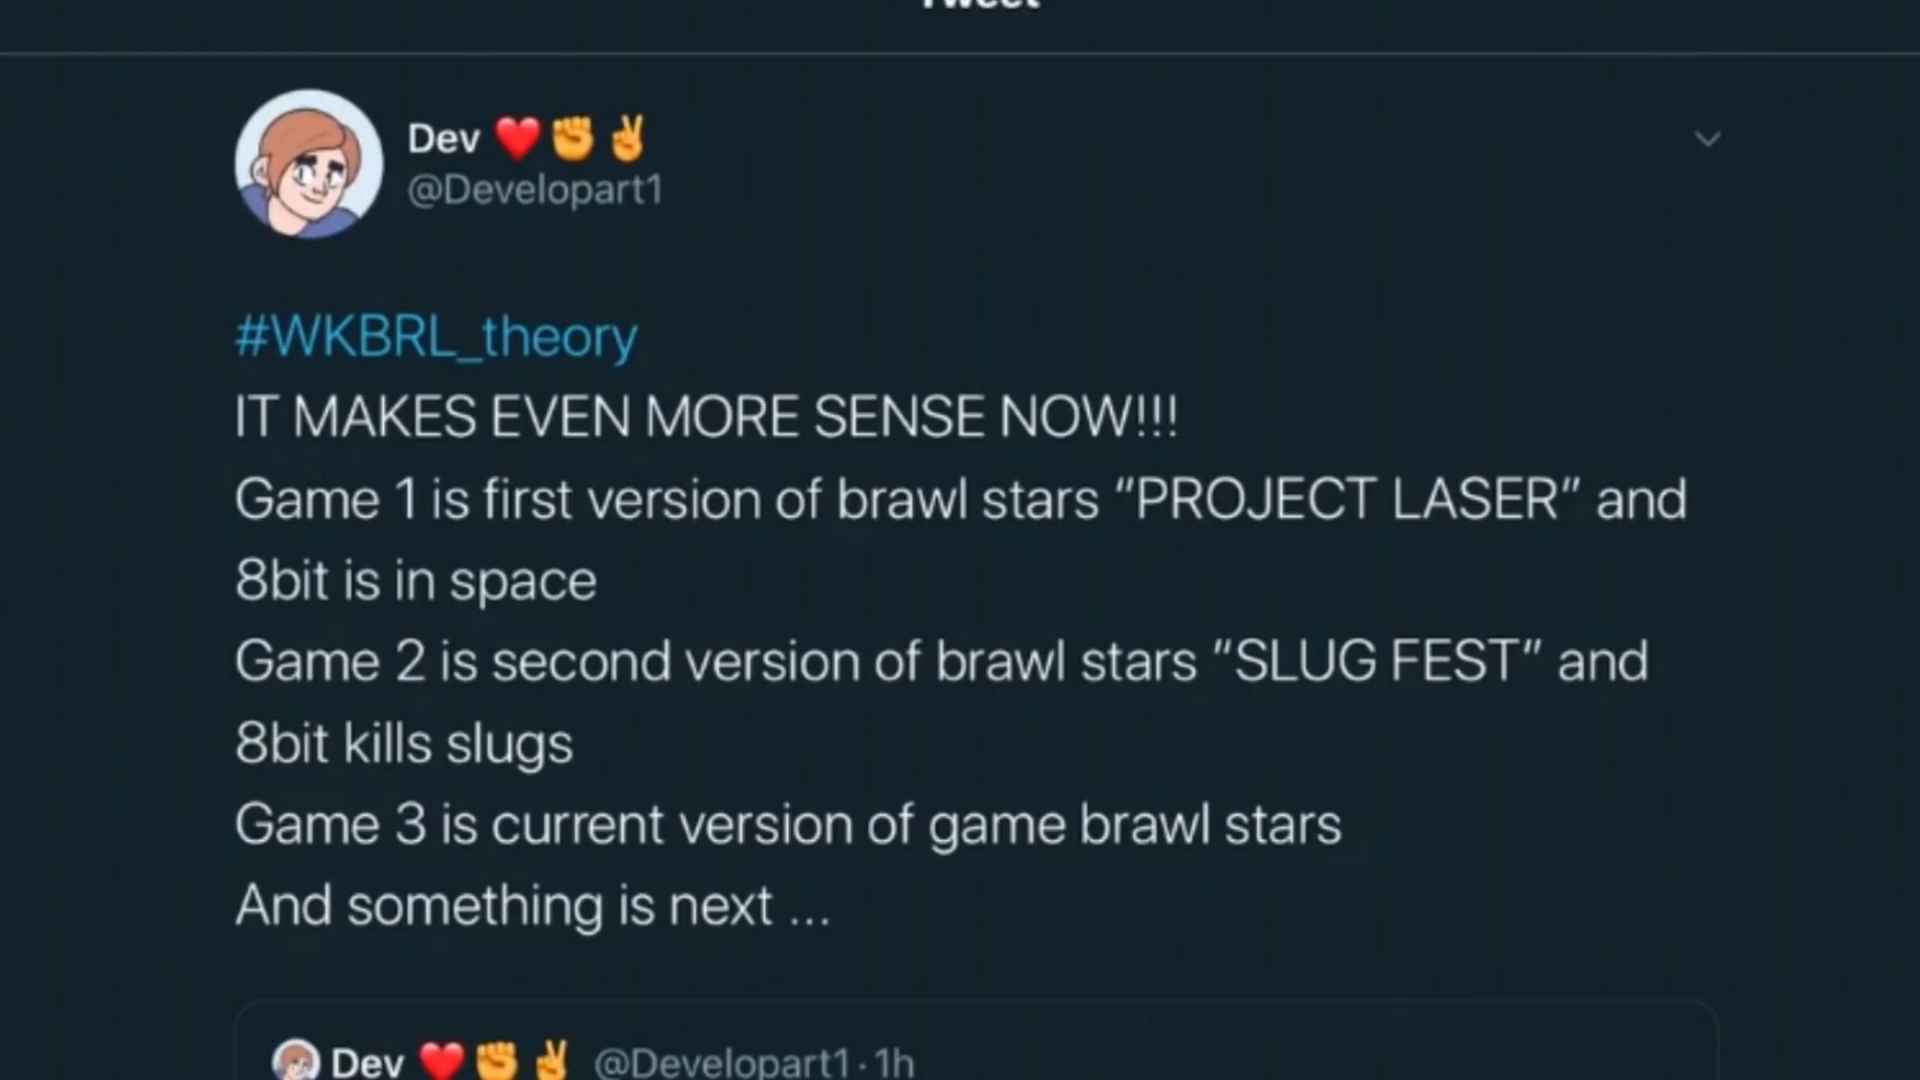 Tweet
Dev ❤️✊✌️
@Developart1
#WKBRL_theory
IT MAKES EVEN MORE SENSE NOW!!!
Game 1 is first version of brawl stars "PROJECT LASER" and
8bit is in space
Game 2 is second version of brawl stars "SLUG FEST" and
8bit kills slugs
Game 3 is current version of game brawl stars
And something is next ...
Dev ❤️✊✌️ @Developart1 · 1h